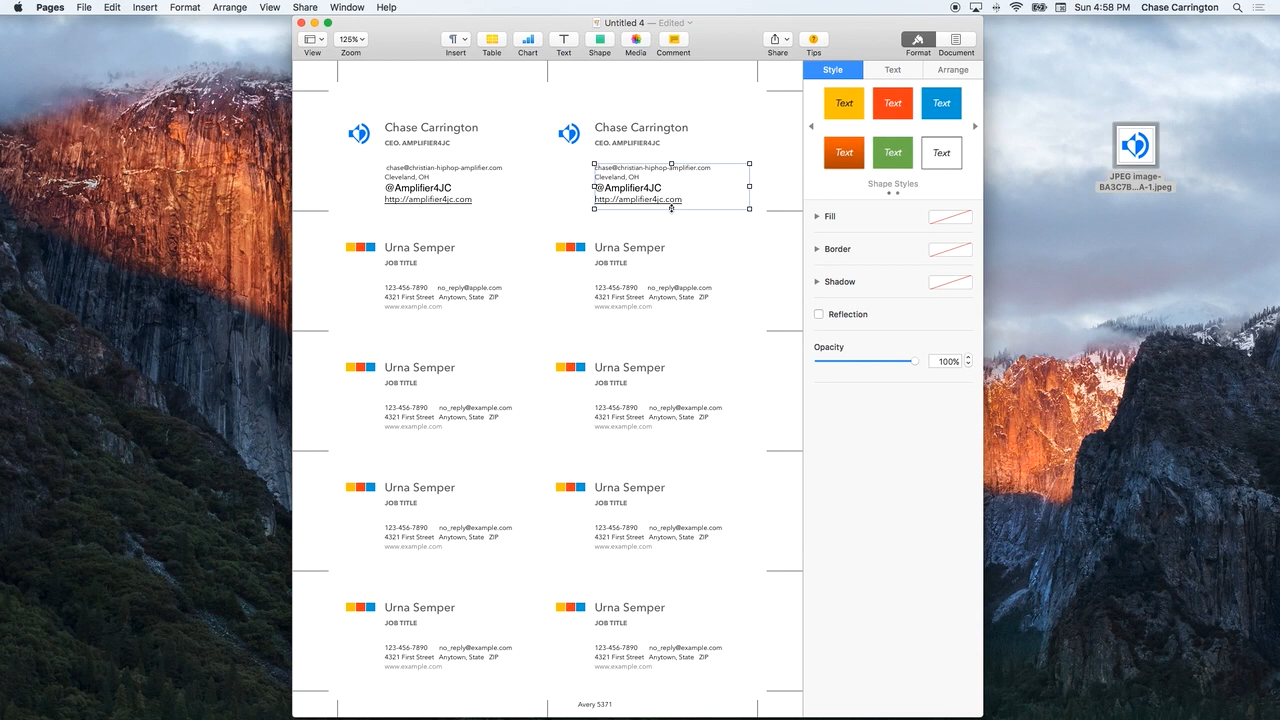 Pages File Edit Insert Format Arrange View Share Window Help Sun 4:58 PM Chase Carrington
Untitled 4 — Edited
125%
View Zoom Insert Table Chart Text Shape Media Comment Share Tips Format Document
Style Text Arrange
Text Text Text
Text Text Text
Shape Styles
Fill
Border
Shadow
Reflection
Opacity
100%
Chase Carrington
CEO. AMPLIFIER4JC
chase@christian-hiphop-amplifier.com
Cleveland, OH
@Amplifier4JC
http://amplifier4jc.com
Chase Carrington
CEO. AMPLIFIER4JC
chase@christian-hiphop-amplifier.com
Cleveland, OH
@Amplifier4JC
http://amplifier4jc.com
Urna Semper
JOB TITLE
123-456-7890 no_reply@apple.com
4321 First Street Anytown, State ZIP
www.example.com
Urna Semper
JOB TITLE
123-456-7890 no_reply@apple.com
4321 First Street Anytown, State ZIP
www.example.com
Urna Semper
JOB TITLE
123-456-7890 no_reply@example.com
4321 First Street Anytown, State ZIP
www.example.com
Urna Semper
JOB TITLE
123-456-7890 no_reply@example.com
4321 First Street Anytown, State ZIP
www.example.com
Urna Semper
JOB TITLE
123-456-7890 no_reply@example.com
4321 First Street Anytown, State ZIP
www.example.com
Urna Semper
JOB TITLE
123-456-7890 no_reply@example.com
4321 First Street Anytown, State ZIP
www.example.com
Urna Semper
JOB TITLE
123-456-7890 no_reply@example.com
4321 First Street Anytown, State ZIP
www.example.com
Urna Semper
JOB TITLE
123-456-7890 no_reply@example.com
4321 First Street Anytown, State ZIP
www.example.com
Avery 5371
JPEG image-
BA3C7B...A-1.jpeg